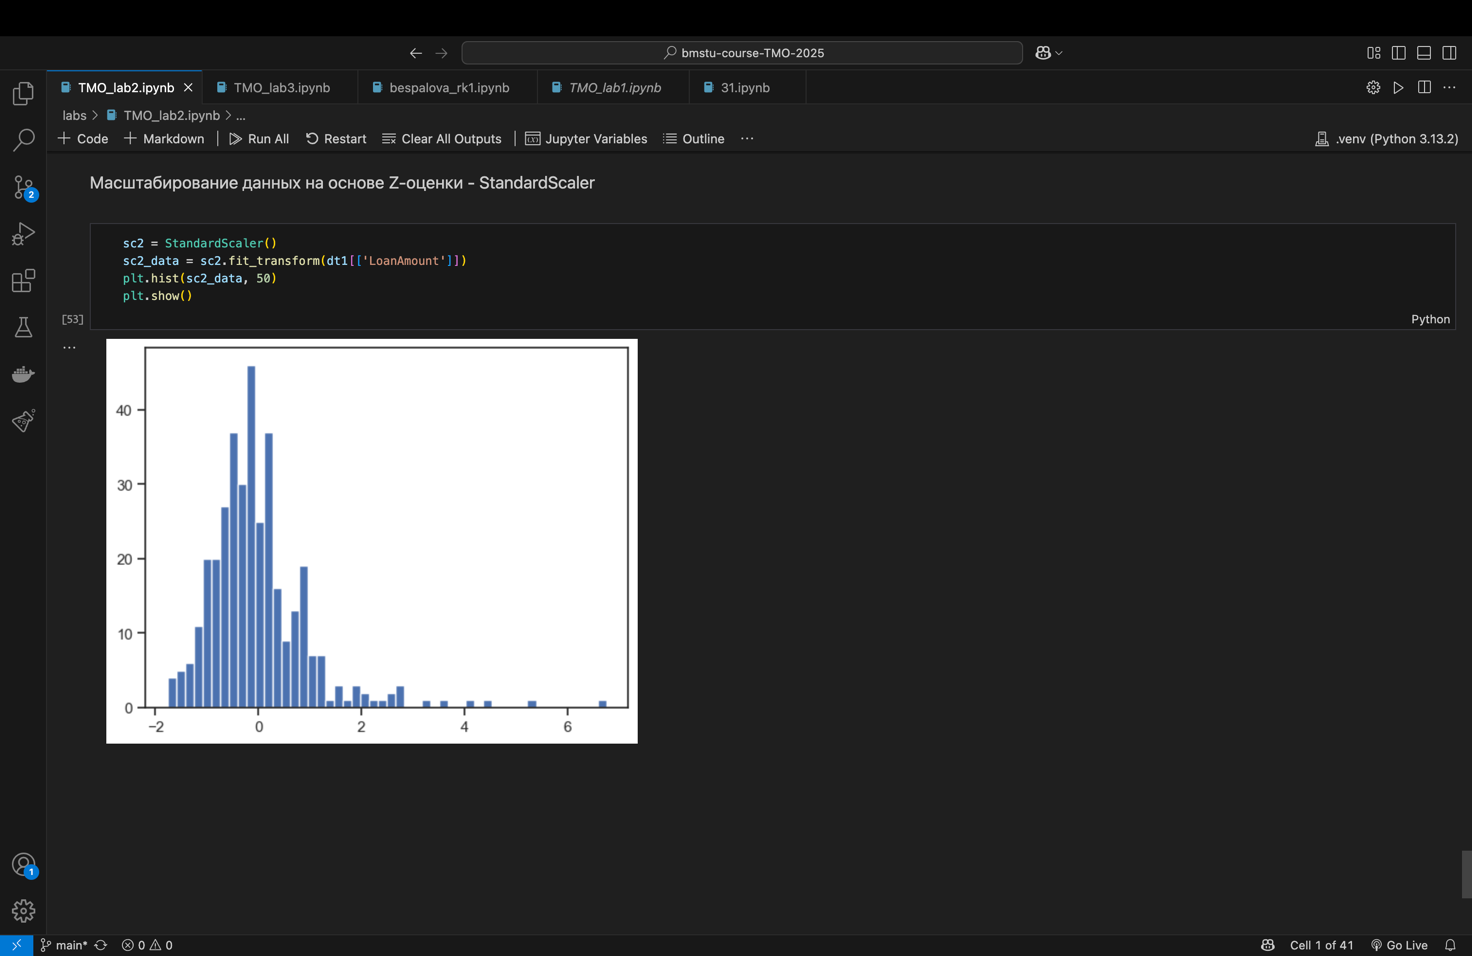 bmstu-course-TMO-2025
TMO_lab2.ipynb
TMO_lab3.ipynb
bespalova_rk1.ipynb
TMO_lab1.ipynb
31.ipynb
labs > TMO_lab2.ipynb > ...
+ Code + Markdown | Run All Restart Clear All Outputs | Jupyter Variables Outline ...
.venv (Python 3.13.2)
2
Масштабирование данных на основе Z-оценки - StandardScaler
sc2 = StandardScaler()
sc2_data = sc2.fit_transform(dt1[['LoanAmount']])
plt.hist(sc2_data, 50)
plt.show()
[53]
Python
...
40
30
20
10
0
−2 0 2 4 6
1
main* 0 0
Cell 1 of 41 Go Live